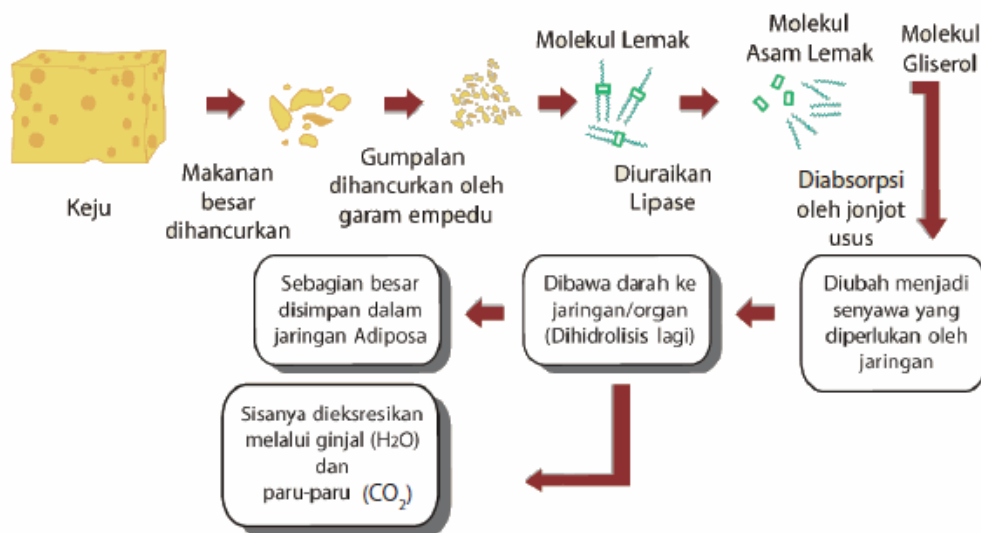 Keju
Makanan
besar
dihancurkan
Gumpalan
dihancurkan oleh
garam empedu
Molekul Lemak
Diuraikan
Lipase
Molekul
Asam Lemak
Molekul
Gliserol
Diabsorpsi
oleh jonjot
usus
Diubah menjadi
senyawa yang
diperlukan oleh
jaringan
Dibawa darah ke
jaringan/organ
(Dihidrolisis lagi)
Sebagian besar
disimpan dalam
jaringan Adiposa
Sisanya dieksresikan
melalui ginjal (H2O)
dan
paru-paru (CO₂)